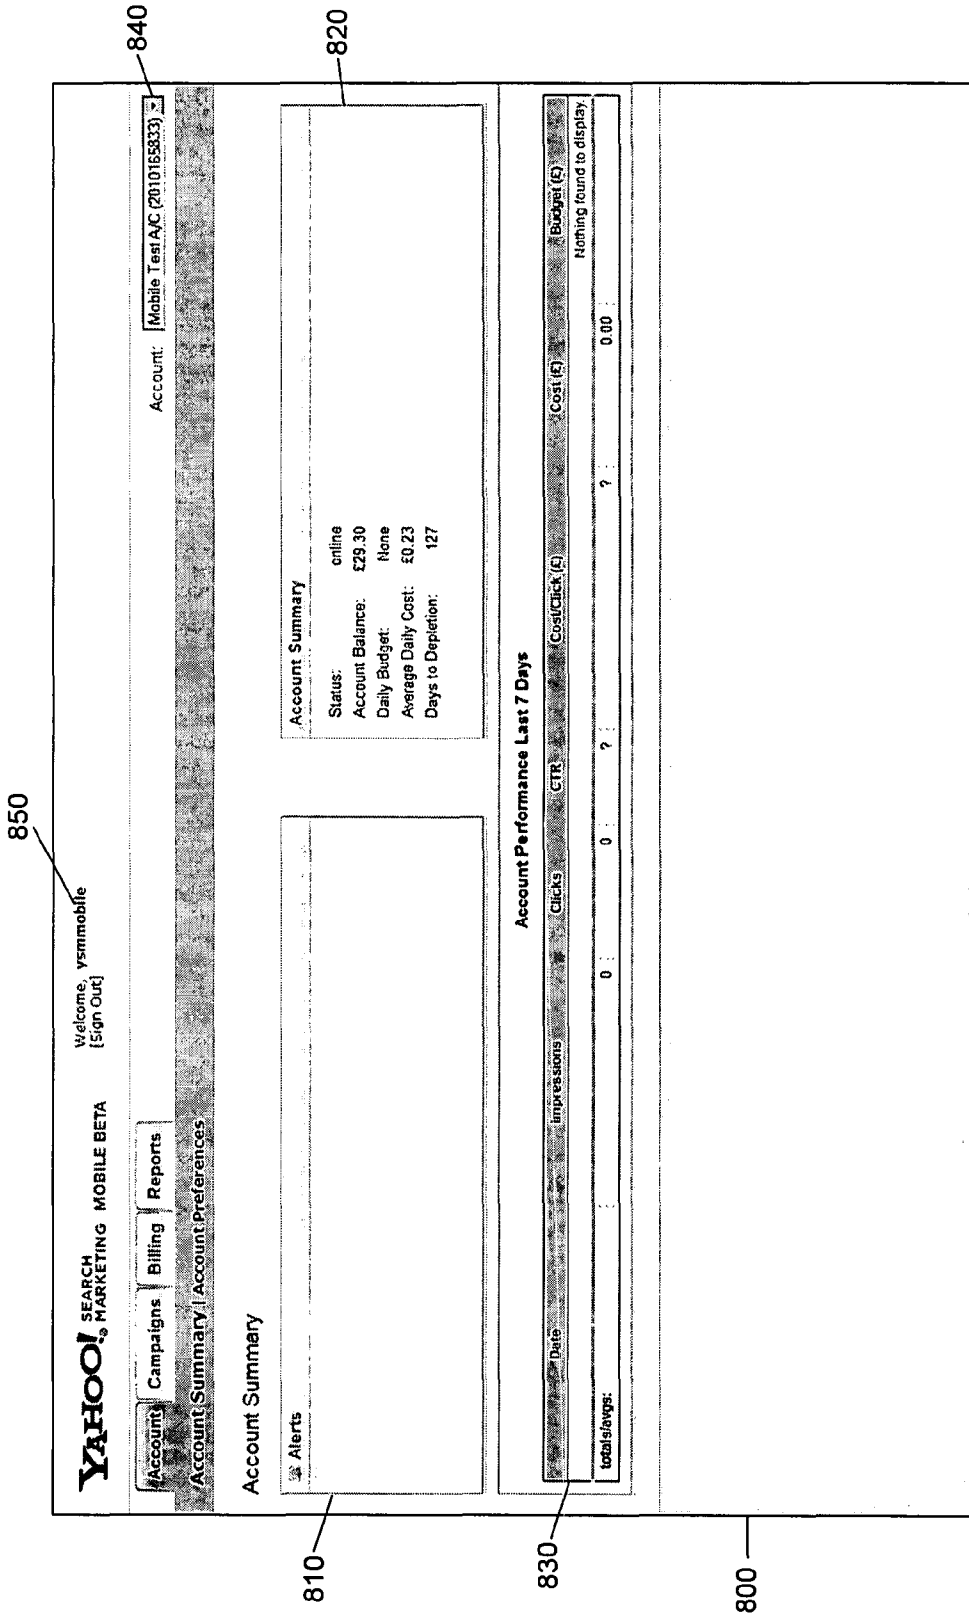 850
YAHOO! SEARCH MARKETING MOBILE BETA
Welcome, ysmmobile
[Sign Out]
Accounts Campaigns Billing Reports
Account: Mobile Test A/C (2010165833)
840
Account Summary | Account Preferences
Account Summary
810
Alerts
Account Summary
820
Status: online
Account Balance: £29.30
Daily Budget: None
Average Daily Cost: £0.23
Days to Depletion: 127
Account Performance Last 7 Days
830
Date Impressions Clicks CTR Cost/Click (£) Cost (£) Budget (£)
Nothing found to display.
totals/avgs: 0 0 ? ? 0.00
800